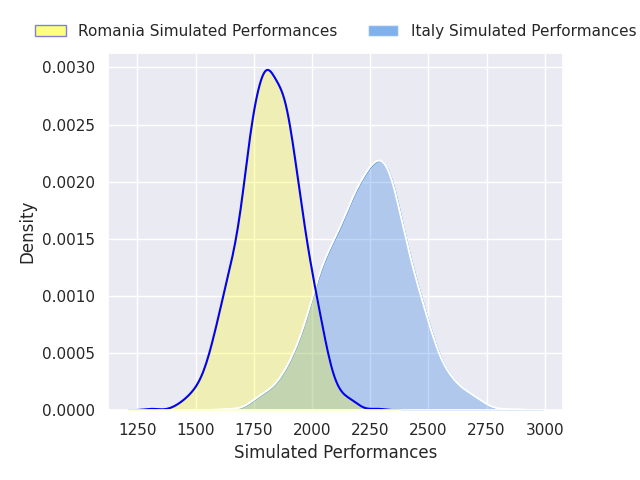 Romania Simulated Performances
Italy Simulated Performances
0.0030
0.0025
0.0020
0.0015
0.0010
0.0005
0.0000
Density
1250 1500 1750 2000 2250 2500 2750 3000
Simulated Performances